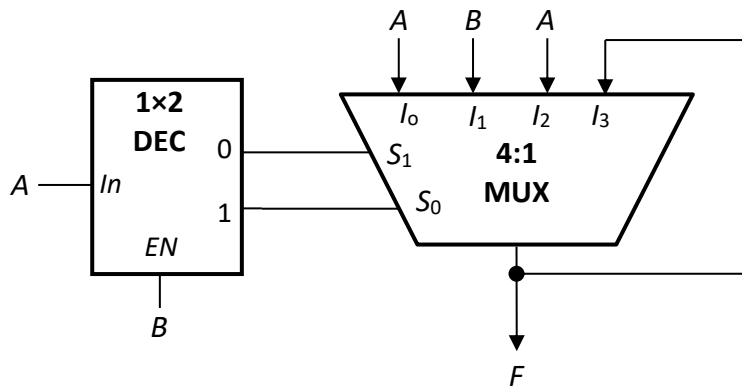 A B A
1×2
DEC
I₀ I₁ I₂ I₃
0 S₁ 4:1
A In MUX
1 S₀
EN
B
F